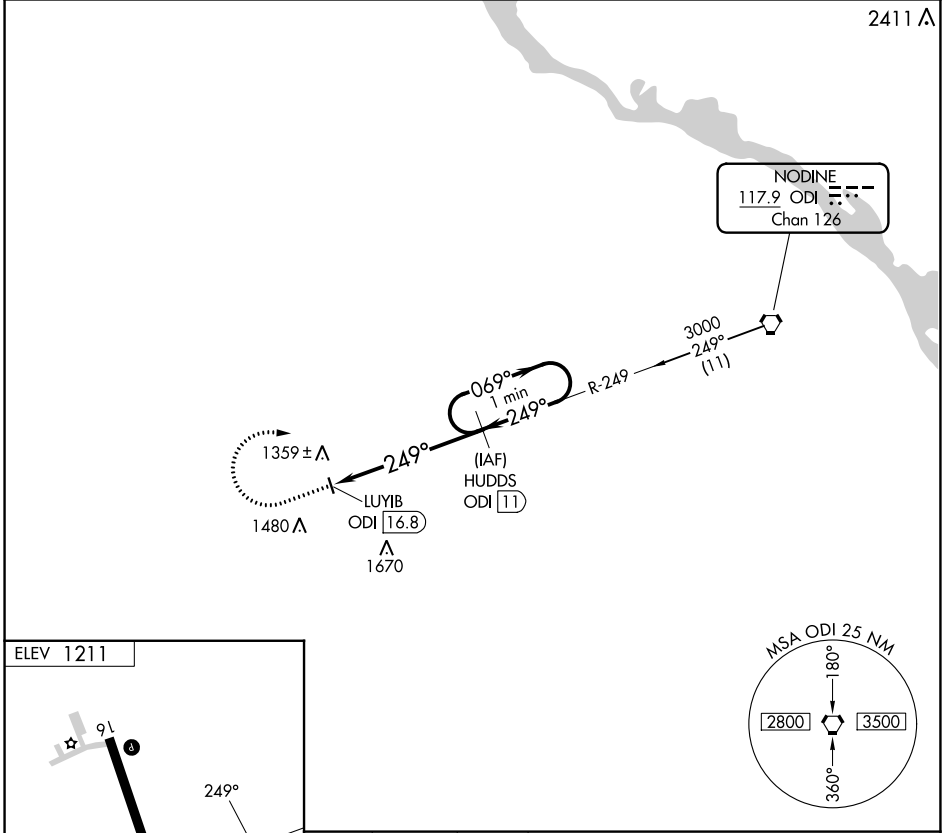 2411
NODINE
117.9 ODI
Chan 126
3000
249°
(11)
R-249
069°
1 min
249°
(IAF)
HUDDS
ODI 11
249°
1359 ±
LUYIB
ODI 16.8
1480
1670
ELEV 1211
16
P
249°
MSA ODI 25 NM
180°
2800
3500
360°